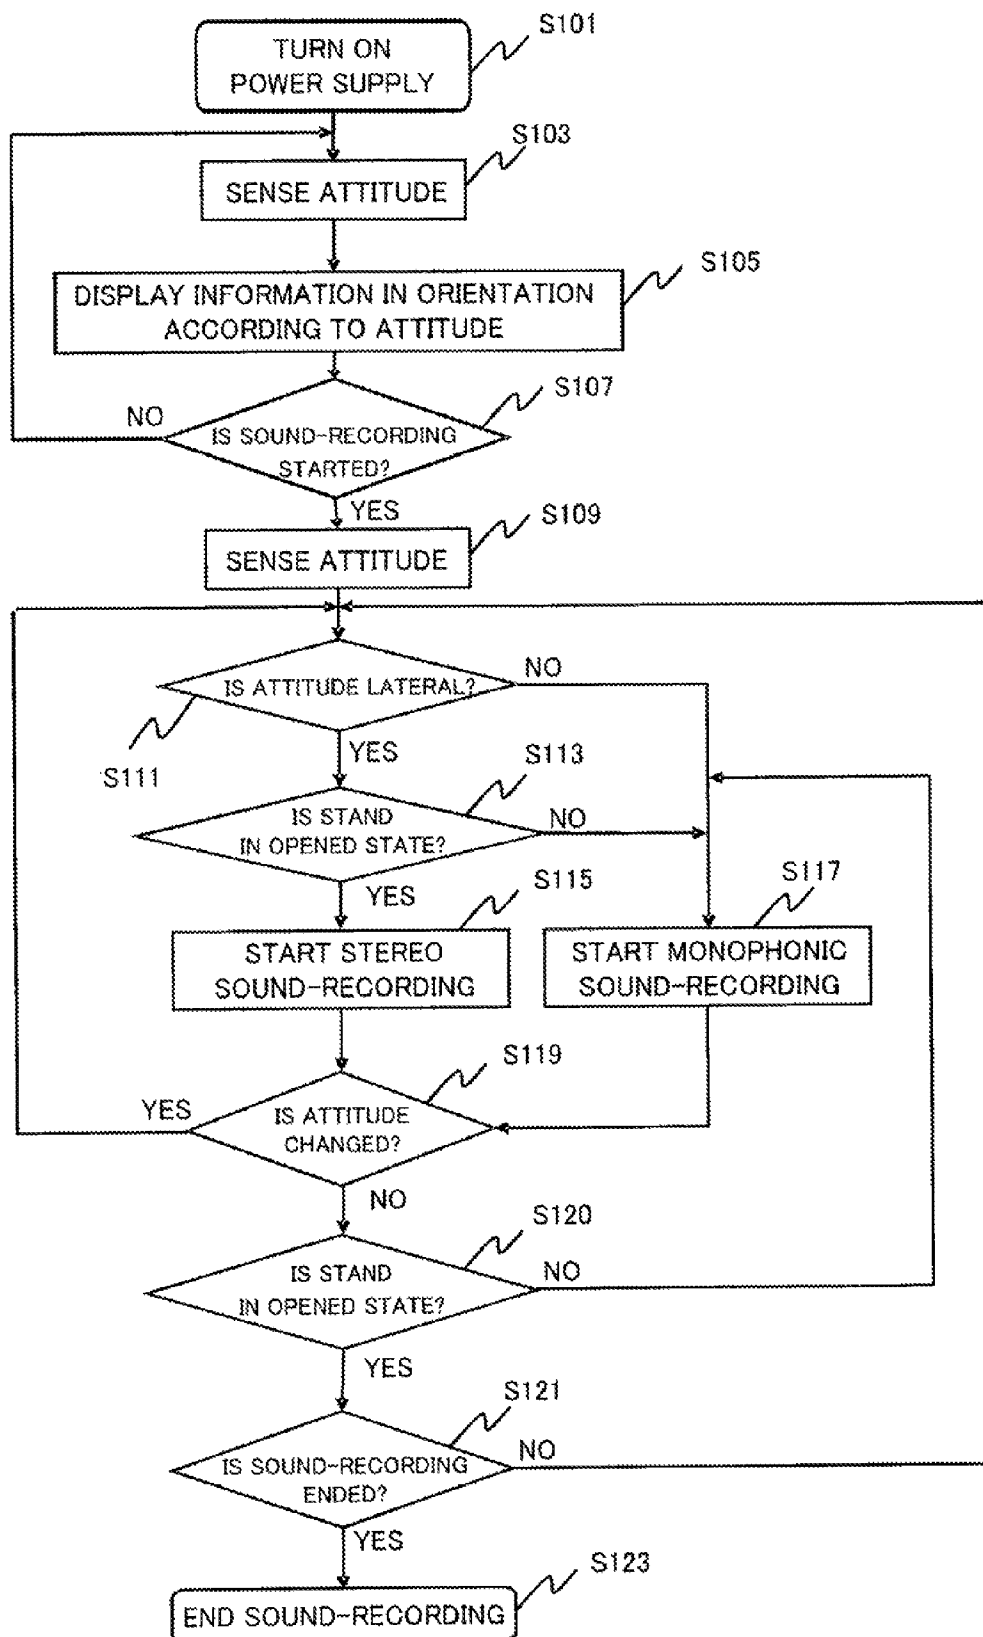 TURN ON
POWER SUPPLY
S101
S103
SENSE ATTITUDE
S105
DISPLAY INFORMATION IN ORIENTATION
ACCORDING TO ATTITUDE
S107
NO
IS SOUND-RECORDING
STARTED?
YES
S109
SENSE ATTITUDE
NO
IS ATTITUDE LATERAL?
S111
YES
S113
IS STAND
IN OPENED STATE?
NO
YES
S115
S117
START STEREO
SOUND-RECORDING
START MONOPHONIC
SOUND-RECORDING
S119
YES
IS ATTITUDE
CHANGED?
NO
S120
IS STAND
IN OPENED STATE?
NO
YES
S121
NO
IS SOUND-RECORDING
ENDED?
YES
S123
END SOUND-RECORDING